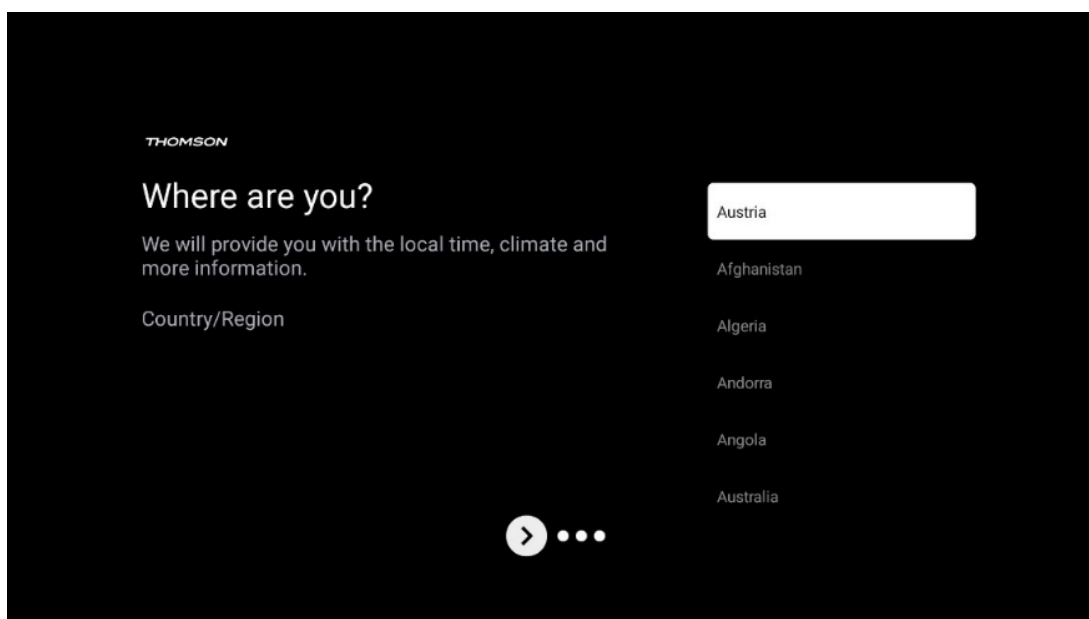 THOMSON
Where are you?
We will provide you with the local time, climate and
more information.
Country/Region
Austria
Afghanistan
Algeria
Andorra
Angola
Australia